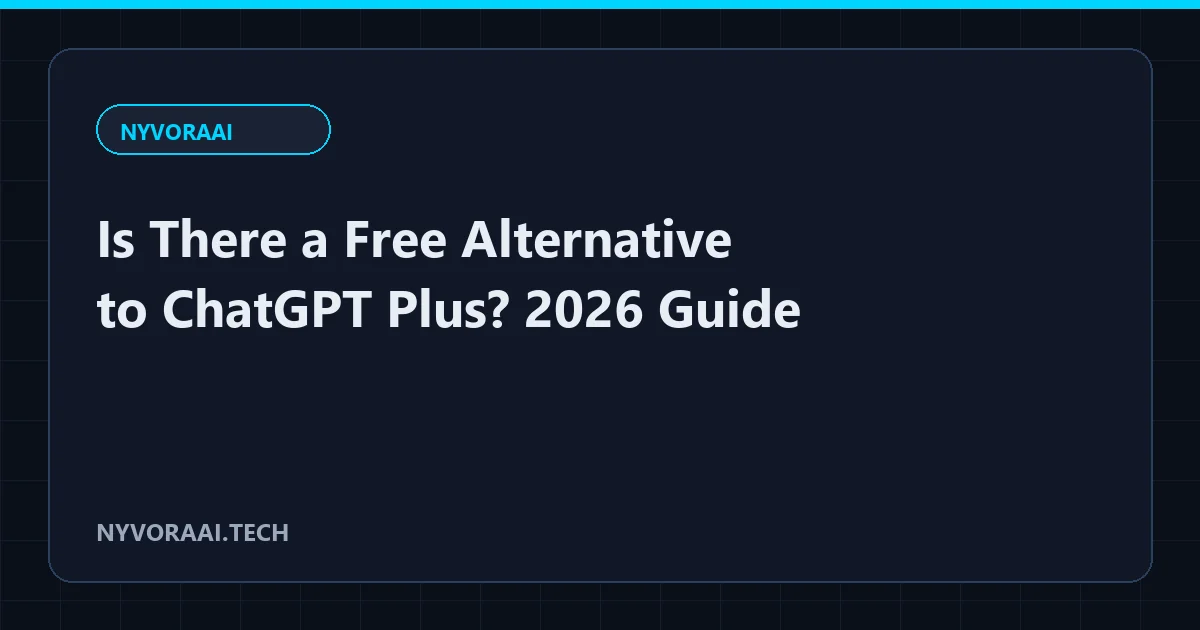 NYVORAAI
Is There a Free Alternative
to ChatGPT Plus? 2026 Guide
NYVORAAI.TECH